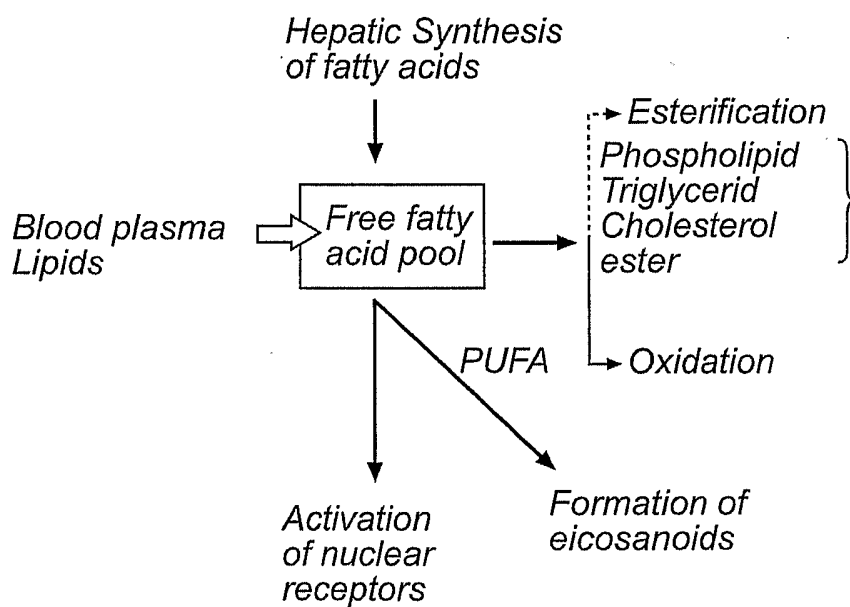 Hepatic Synthesis
of fatty acids
Esterification
Phospholipid
Triglycerid
Cholesterol
ester
Blood plasma
Lipids
Free fatty
acid pool
PUFA
Oxidation
Activation
of nuclear
receptors
Formation of
eicosanoids